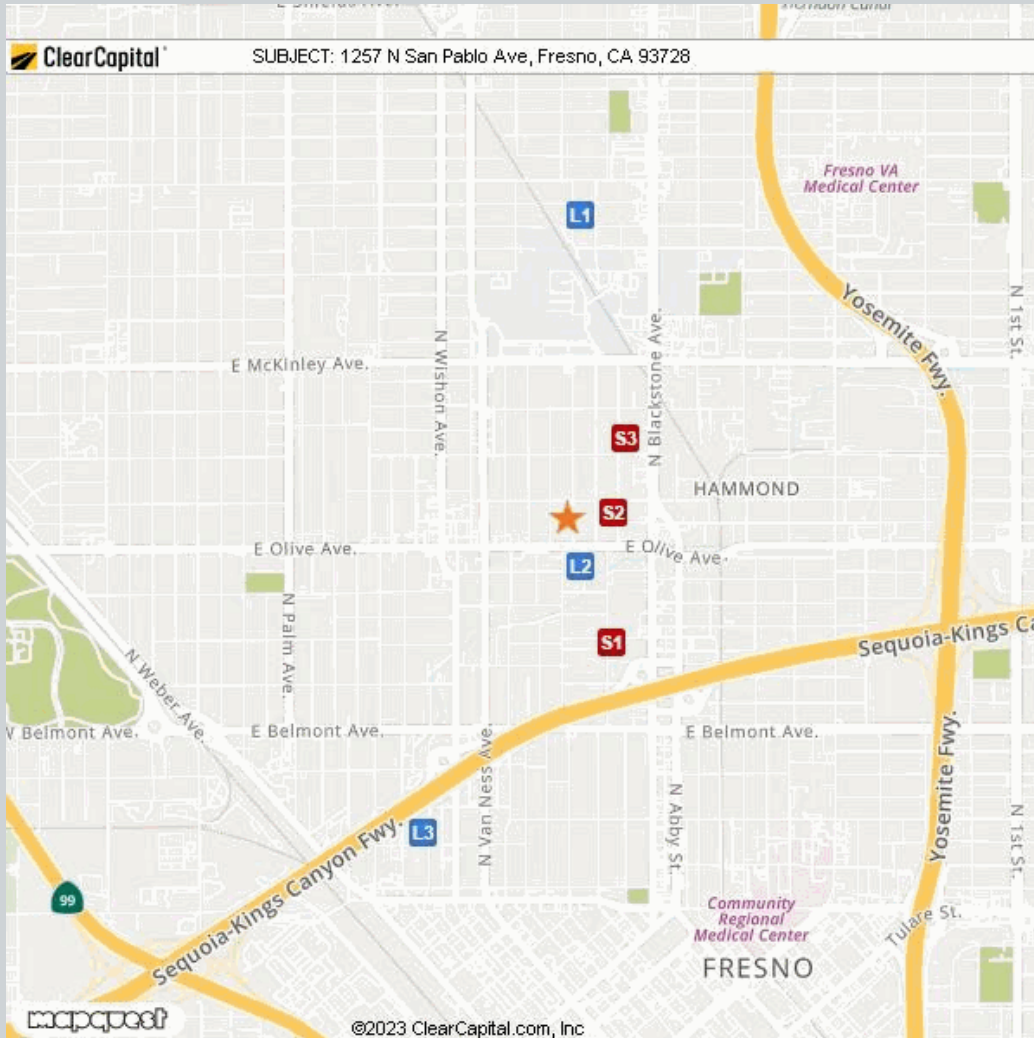 ClearCapital
SUBJECT: 1257 N San Pablo Ave, Fresno, CA 93728
Fresno VA
Medical Center
L1
N 1st St.
Yosemite Fwy.
N Blackstone Ave.
N Wishon Ave.
E McKinley Ave.
S3
HAMMOND
S2
E Olive Ave.
E Olive Ave.
L2
N Palm Ave.
S1
Sequoia-Kings Ca
N Weber Ave.
W Belmont Ave.
E Belmont Ave.
E Belmont Ave.
N Van Ness Ave.
Yosemite Fwy.
N Abby St.
N 1st St.
L3
Sequoia-Kings Canyon Fwy.
99
Community
Regional
Medical Center
Tulare St.
FRESNO
mapquest
©2023 ClearCapital.com, Inc